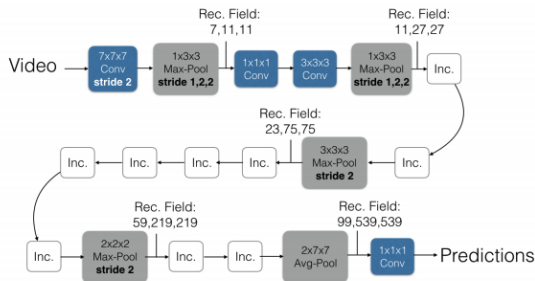 Rec. Field:
7,11,11
Rec. Field:
11,27,27
Video
7x7x7
Conv
stride 2
1x3x3
Max-Pool
stride 1,2,2
1x1x1
Conv
3x3x3
Conv
1x3x3
Max-Pool
stride 1,2,2
Inc.
Rec. Field:
23,75,75
Inc.
Inc.
Inc.
Inc.
3x3x3
Max-Pool
stride 2
Inc.
Rec. Field:
59,219,219
Rec. Field:
99,539,539
Inc.
2x2x2
Max-Pool
stride 2
Inc.
Inc.
2x7x7
Avg-Pool
1x1x1
Conv
Predictions